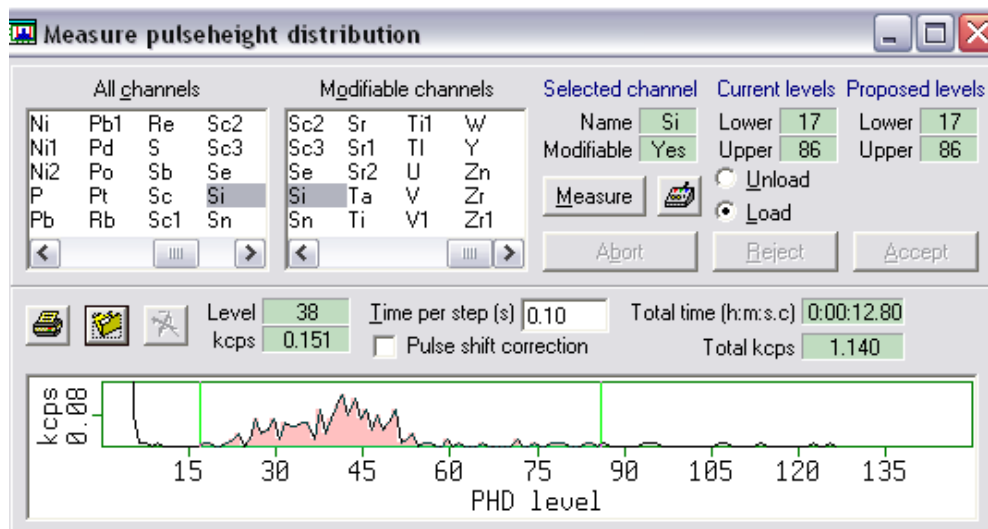 Measure pulseheight distribution
All channels
Modifiable channels
Selected channel
Current levels
Proposed levels
Ni Pb1 Re Sc2
Ni1 Pd S Sc3
Ni2 Po Sb Se
P Pt Sc Si
Pb Rb Sc1 Sn
Sc2 Sr Ti1 W
Sc3 Sr1 Tl Y
Se Sr2 U Zn
Si Ta V Zr
Sn Ti V1 Zr1
Name Si
Modifiable Yes
Lower 17
Upper 86
Lower 17
Upper 86
Measure
Unload
Load
Abort
Reject
Accept
Level 38
kcps 0.151
Time per step (s) 0.10
Pulse shift correction
Total time (h:m:s.c) 0:00:12.80
Total kcps 1.140
kcps
0.08
15 30 45 60 75 90 105 120 135
PHD level